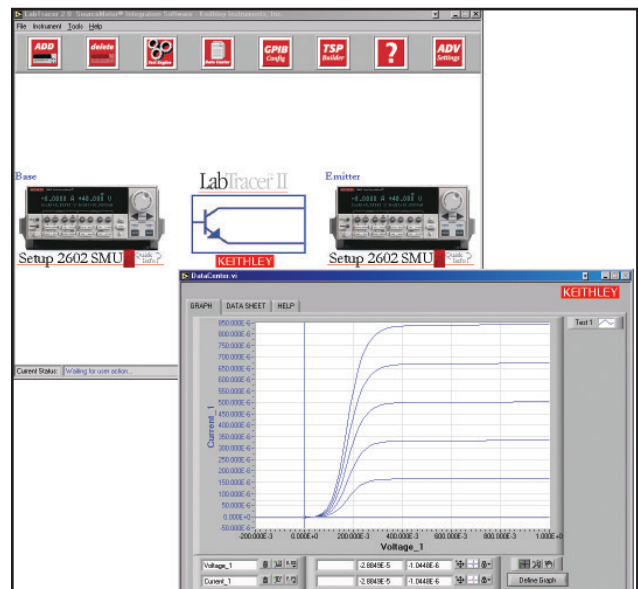 LabTracer 2.0 SourceMeter® Integration Software - Keithley Instruments, Inc.
File Instrument Tools Help
ADD
delete
Test Engine
Data Center
GPIB Config
TSP Builder
?
ADV Settings
Base
LabTracer II
Emitter
KEITHLEY
Setup 2602 SMU
Quick Test?
Setup 2602 SMU
Quick Test?
Current Status: Waiting for user action...
DataCenter.vi
KEITHLEY
GRAPH DATA SHEET HELP
Test 1
850.000E-6
800.000E-6
750.000E-6
700.000E-6
650.000E-6
600.000E-6
550.000E-6
500.000E-6
450.000E-6
400.000E-6
350.000E-6
300.000E-6
250.000E-6
200.000E-6
150.000E-6
100.000E-6
50.000E-6
0.000E+0
-50.000E-6
Current_1
-200.000E-3 0.000E+0 200.000E-3 400.000E-3 600.000E-3 800.000E-3 1.000E+0
Voltage_1
Voltage_1 -2.8849E-5 -1.0448E-6
Current_1 -2.8849E-5 -1.0448E-6 Define Graph